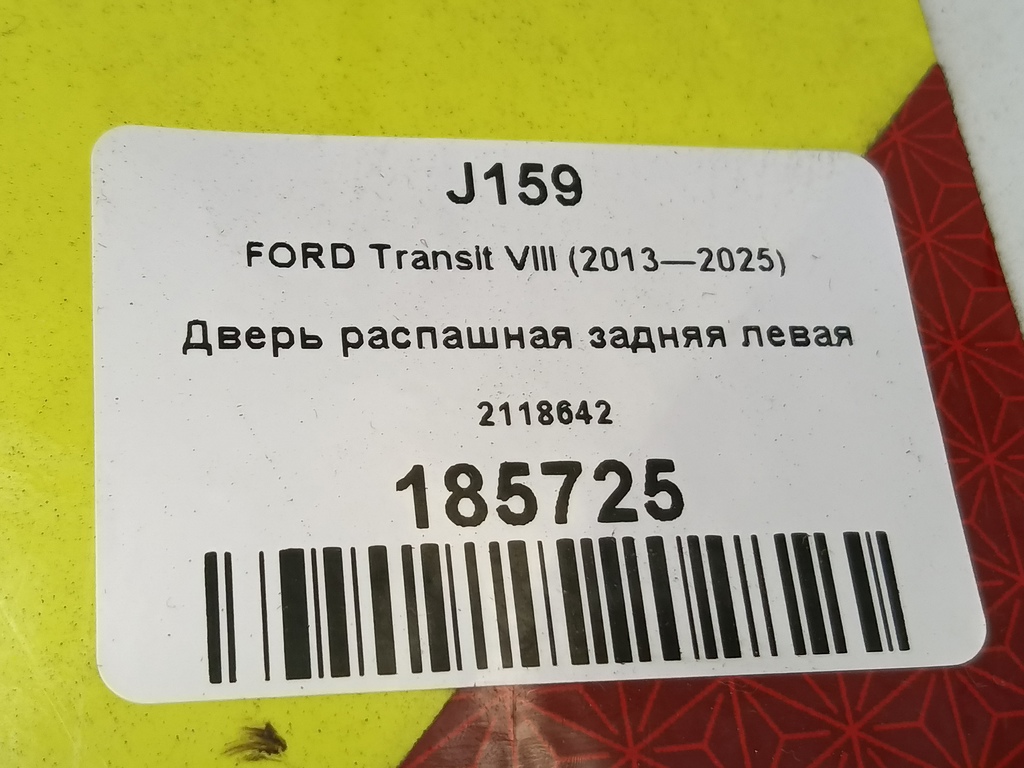 J159
FORD Transit VIII (2013—2025)
Дверь распашная задняя левая
2118642
185725